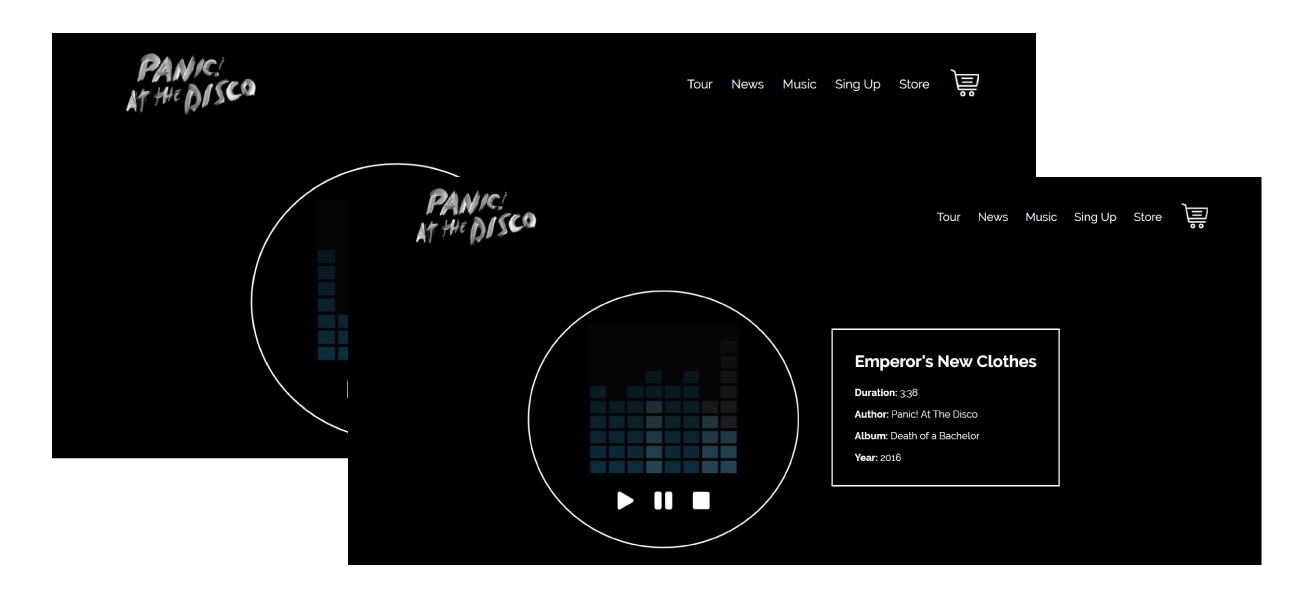 PANIC!
AT THE DISCO
Tour News Music Sing Up Store
PANIC!
AT THE DISCO
Tour News Music Sing Up Store
Emperor's New Clothes
Duration: 3:38
Author: Panic! At The Disco
Album: Death of a Bachelor
Year: 2016